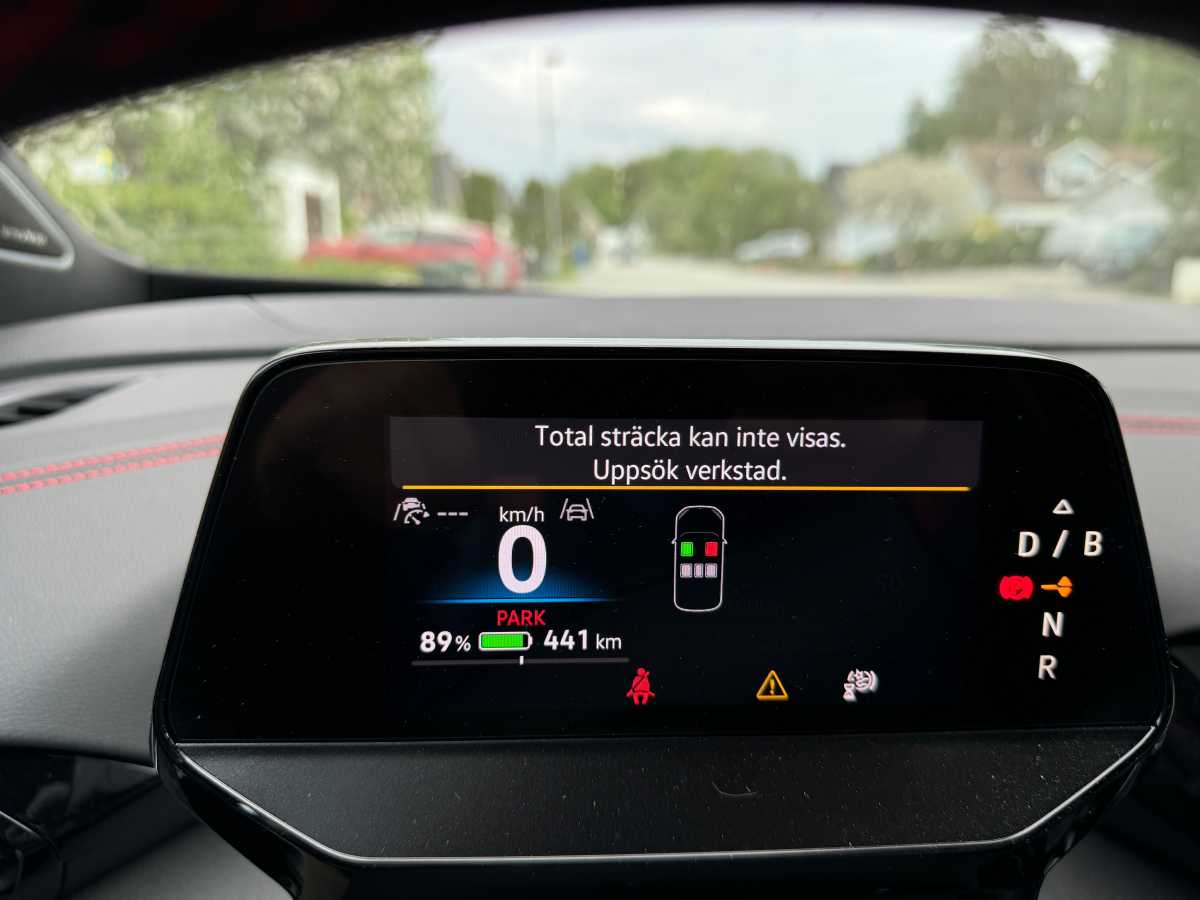 Total sträcka kan inte visas.
Uppsök verkstad.
---
km/h
0
PARK
89% 441 km
D / B
P
N
R